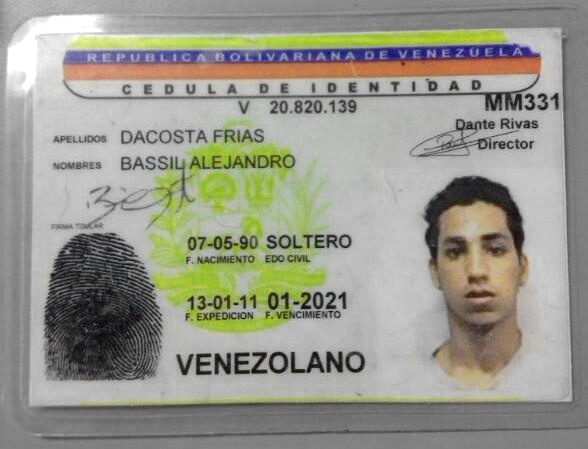 REPUBLICA BOLIVARIANA DE VENEZUELA
CEDULA DE IDENTIDAD
V 20.820.139
MM331
Dante Rivas
Director
APELLIDOS DACOSTA FRIAS
NOMBRES BASSIL ALEJANDRO
FIRMA TITULAR
07-05-90 SOLTERO
F. NACIMIENTO EDO CIVIL
13-01-11 01-2021
F. EXPEDICION F. VENCIMIENTO
VENEZOLANO